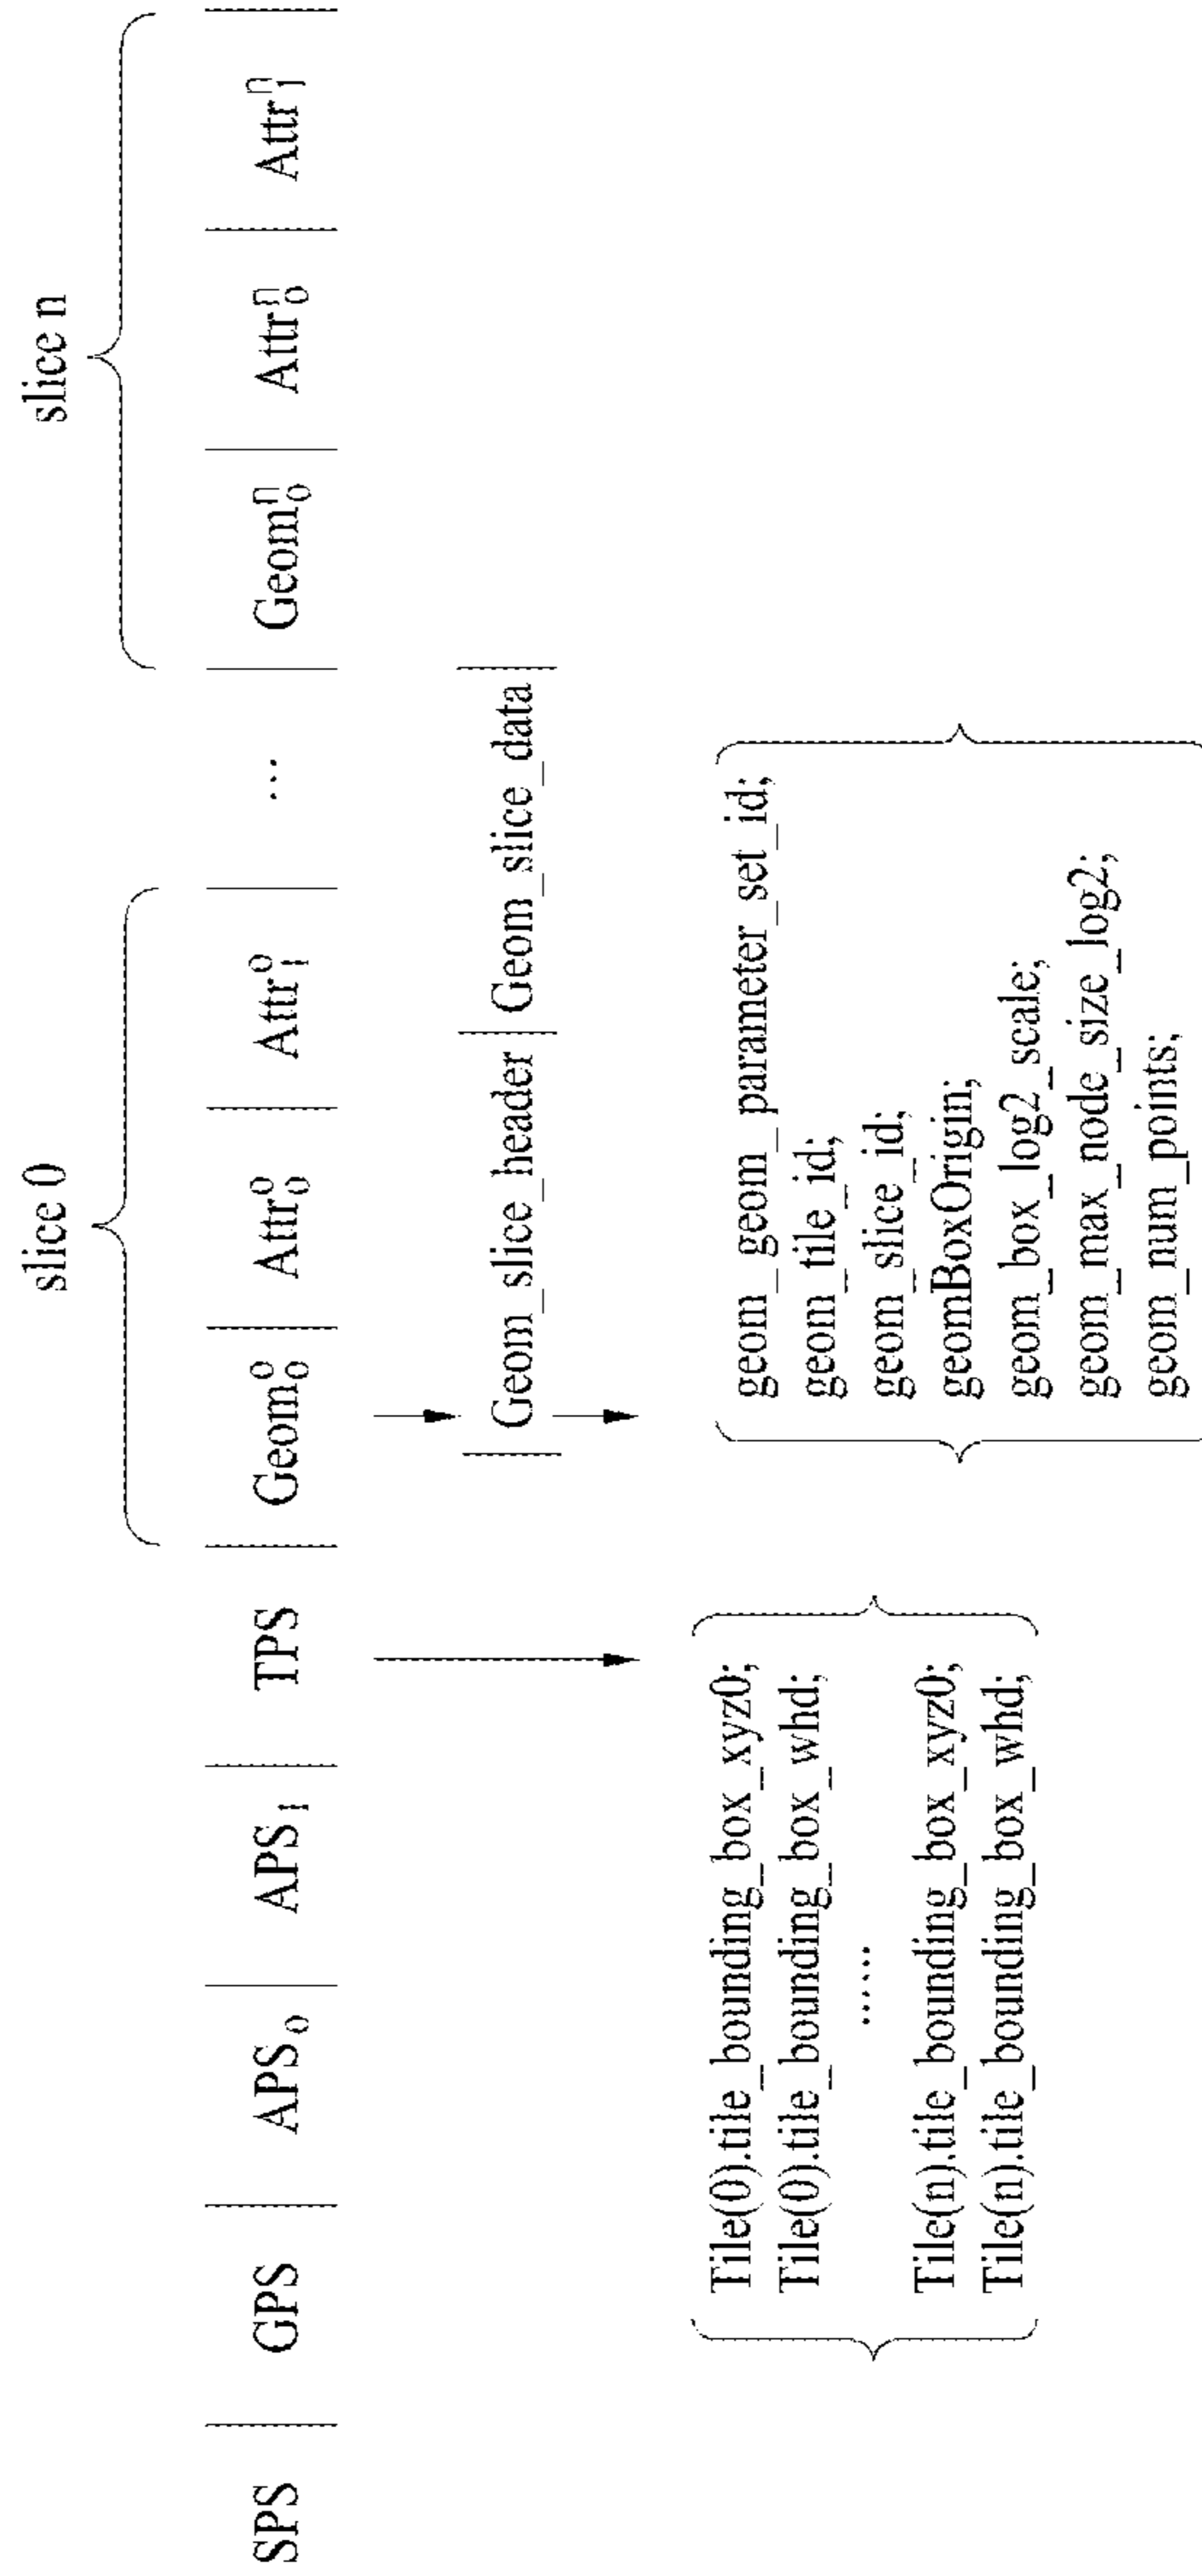 slice 0
slice n
SPS | GPS | APS₀ | APS₁ | TPS | Geom₀⁰ | Attr₀⁰ | Attr₁⁰ | ... | Geom₀ⁿ | Attr₀ⁿ | Attr₁ⁿ |
| Geom_slice_header | Geom_slice_data |
Tile(0).tile_bounding_box_xyz0;
Tile(0).tile_bounding_box_whd;
......
Tile(n).tile_bounding_box_xyz0;
Tile(n).tile_bounding_box_whd;
geom_geom_parameter_set_id;
geom_tile_id;
geom_slice_id;
geomBoxOrigin;
geom_box_log2_scale;
geom_max_node_size_log2;
geom_num_points;